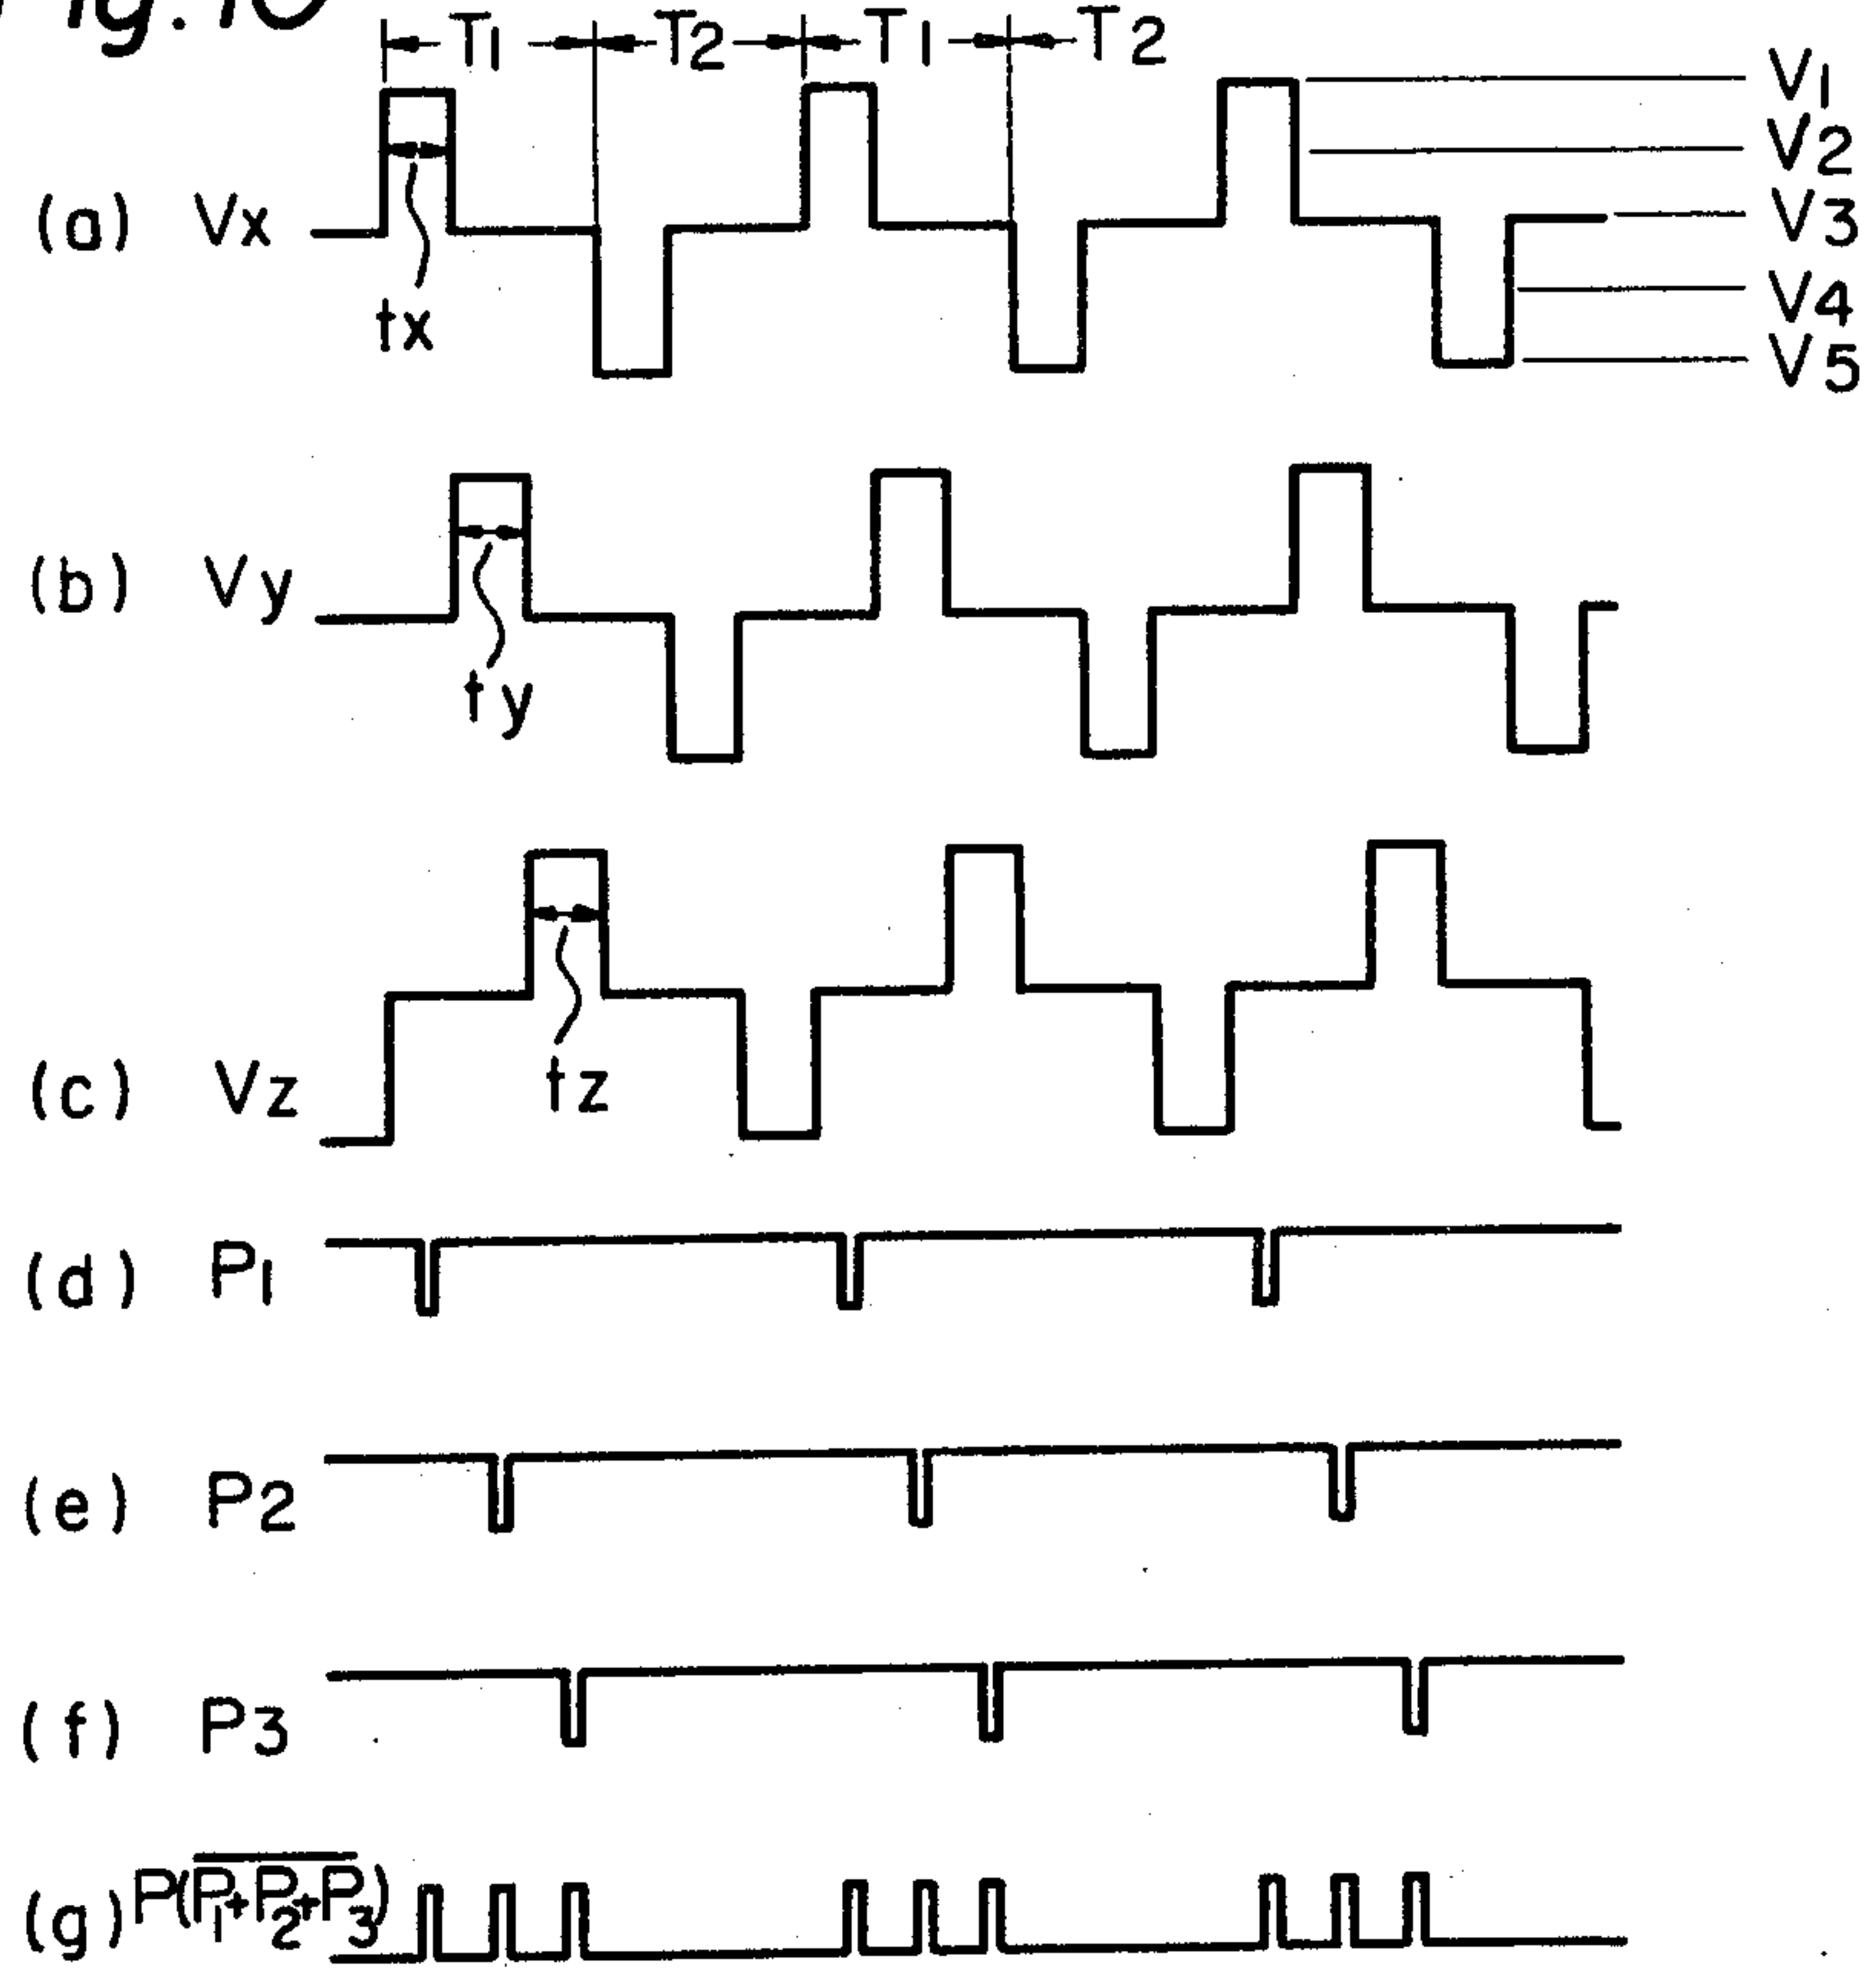 Fig. 10
T1 T2 T1 T2
V1
V2
(a) Vx V3
tx V4
V5
(b) Vy
ty
(c) Vz
tz
(d) P1
(e) P2
(f) P3
(g) P(P1+P2+P3)